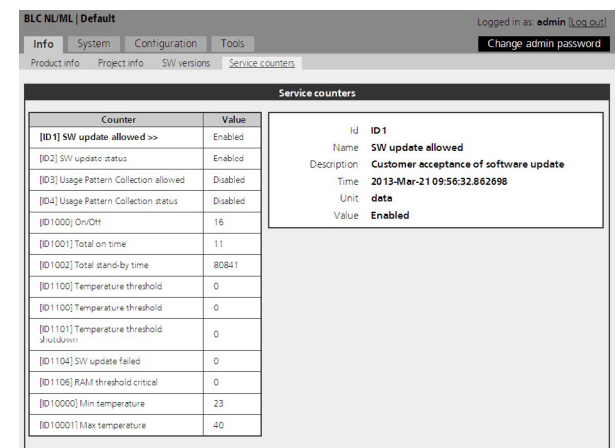 BLC NL/ML | Default
Logged in as: admin [Log out]
Info System Configuration Tools
Change admin password
Product info Project info SW versions Service counters
Service counters
Counter Value
[ID1] SW update allowed >> Enabled
[ID2] SW update status Enabled
[ID3] Usage Pattern Collection allowed Disabled
[ID4] Usage Pattern Collection status Disabled
[ID1000] On/Off 16
[ID1001] Total on time 11
[ID1002] Total stand-by time 80841
[ID1100] Temperature threshold 0
[ID1100] Temperature threshold 0
[ID1101] Temperature threshold
shutdown 0
[ID1104] SW update failed 0
[ID1106] RAM threshold critical 0
[ID10000] Min temperature 23
[ID10001] Max temperature 40
Id ID1
Name SW update allowed
Description Customer acceptance of software update
Time 2013-Mar-21 09:56:32.862698
Unit data
Value Enabled